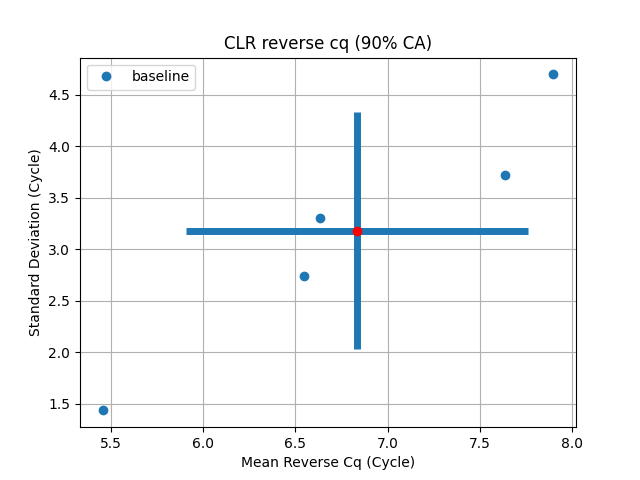 CLR reverse cq (90% CA)
baseline
4.5
4.0
3.5
3.0
2.5
2.0
1.5
Standard Deviation (Cycle)
5.5 6.0 6.5 7.0 7.5 8.0
Mean Reverse Cq (Cycle)